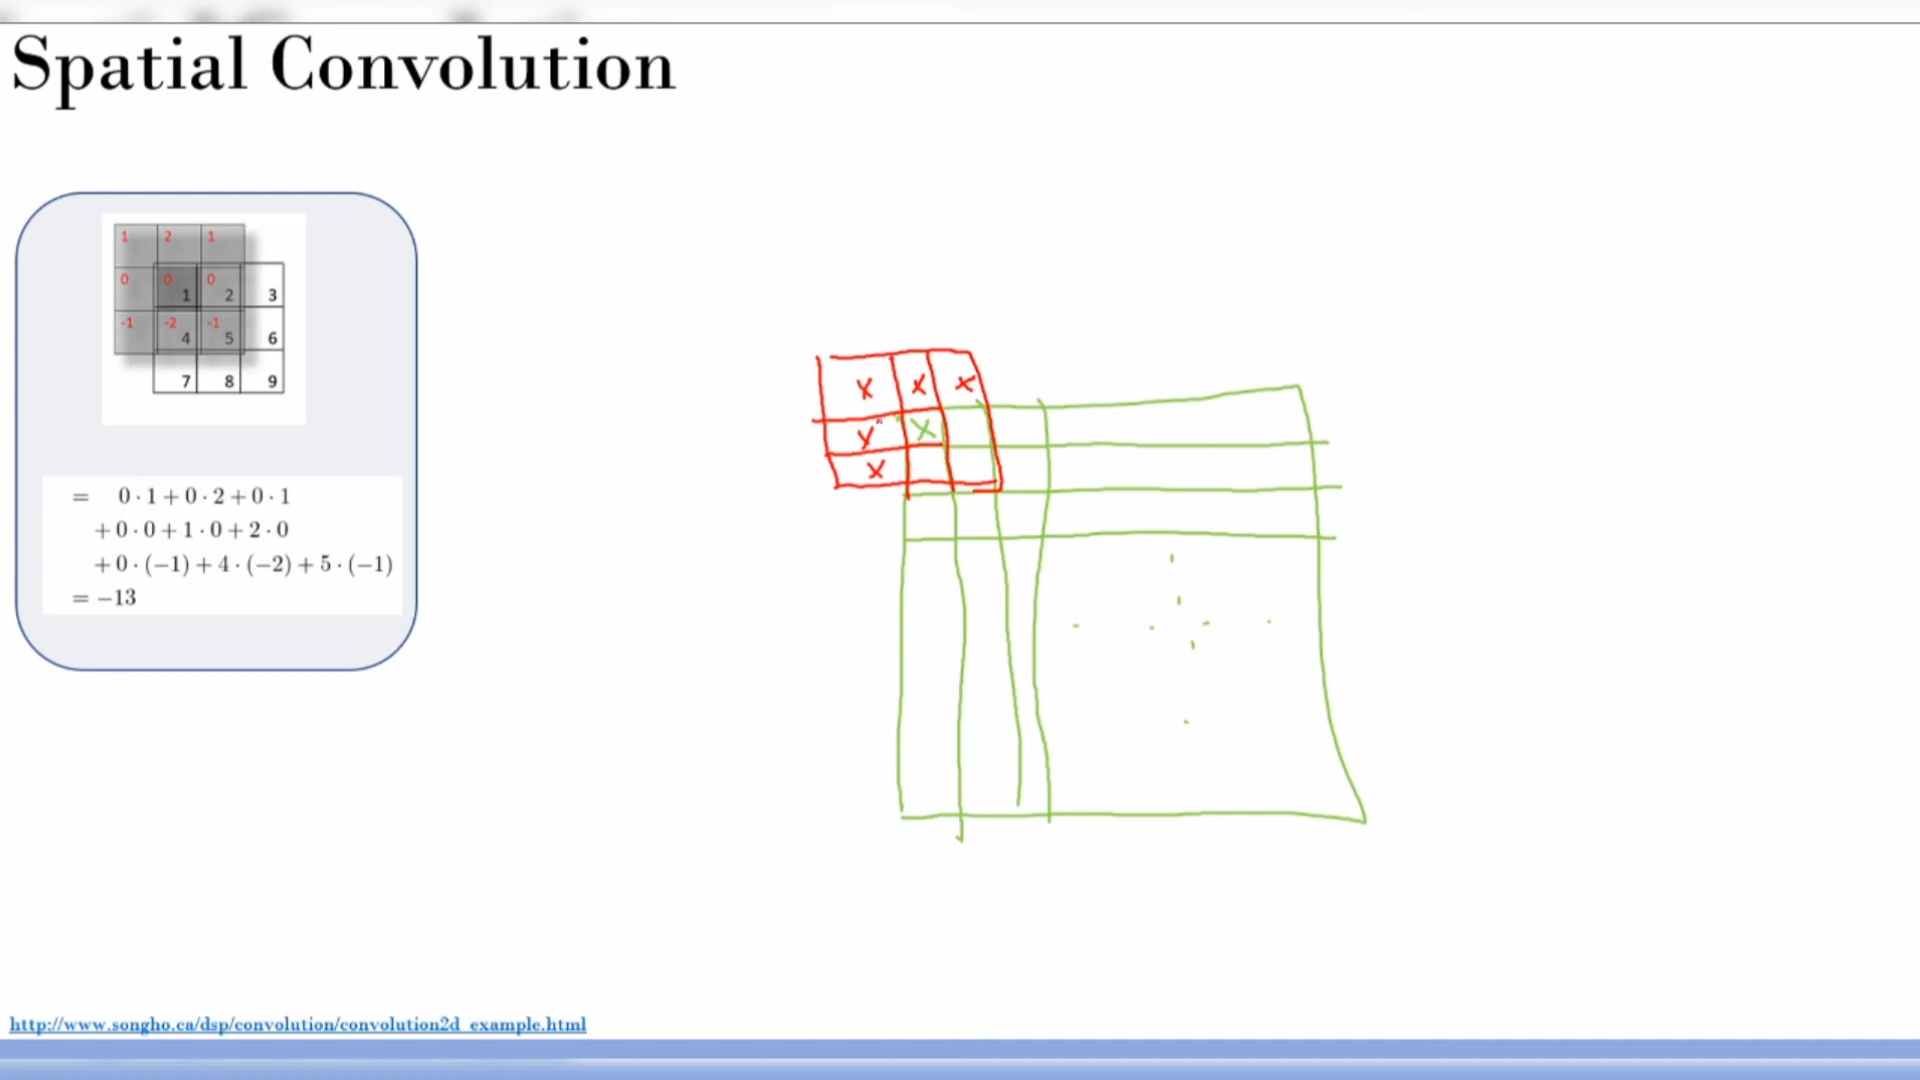 Spatial Convolution
1 2 1
0 0 0
1 2 3
-1 -2 -1
4 5 6
7 8 9
= 0 · 1 + 0 · 2 + 0 · 1
+ 0 · 0 + 1 · 0 + 2 · 0
+ 0 · (−1) + 4 · (−2) + 5 · (−1)
= −13
x x x
x x
x
http://www.songho.ca/dsp/convolution/convolution2d_example.html